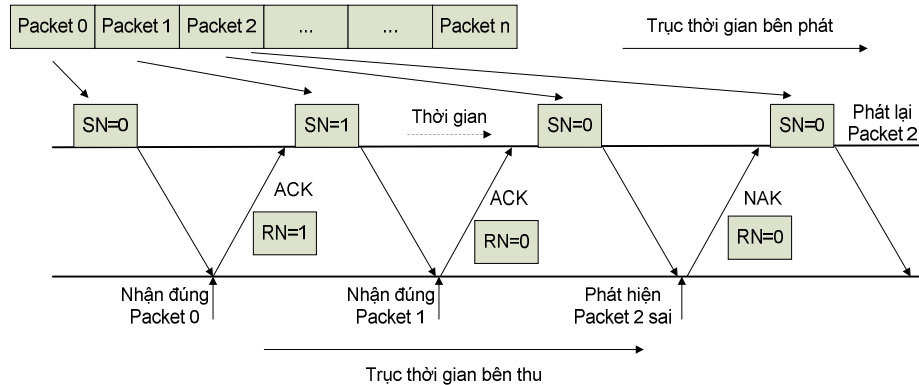 Packet 0 Packet 1 Packet 2 ... ... Packet n
Trục thời gian bên phát
SN=0 SN=1 Thời gian SN=0 SN=0 Phát lại
Packet 2
ACK ACK NAK
RN=1 RN=0 RN=0
Nhận đúng Nhận đúng Phát hiện
Packet 0 Packet 1 Packet 2 sai
Trục thời gian bên thu